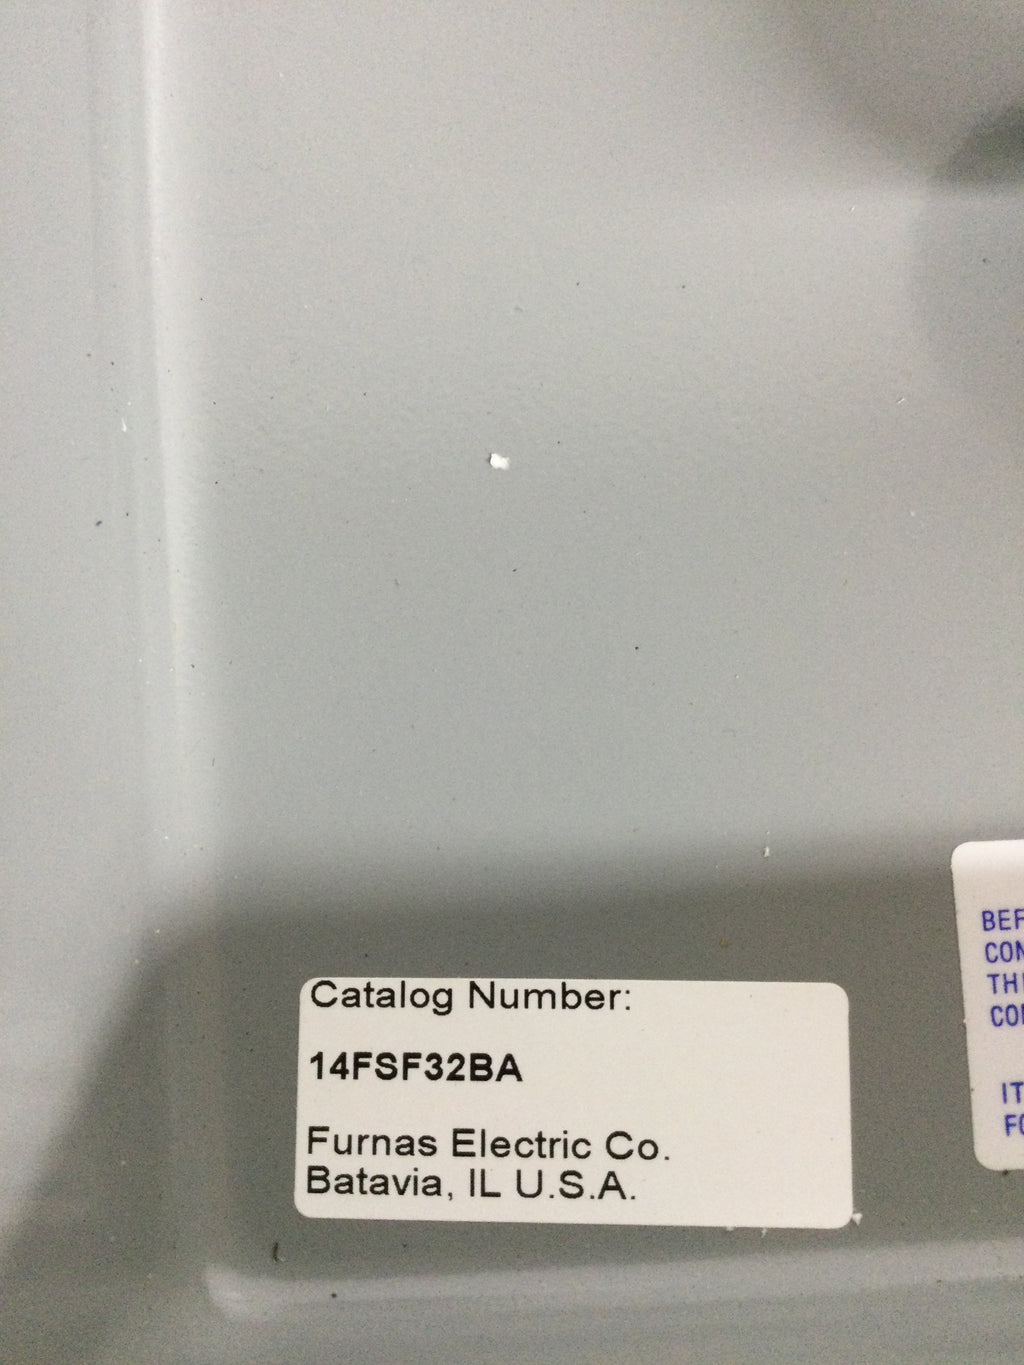 Catalog Number:
14FSF32BA
Furnas Electric Co.
Batavia, IL U.S.A.